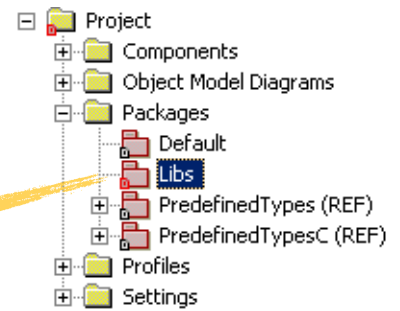 Project
Components
Object Model Diagrams
Packages
Default
Libs
PredefinedTypes (REF)
PredefinedTypesC (REF)
Profiles
Settings